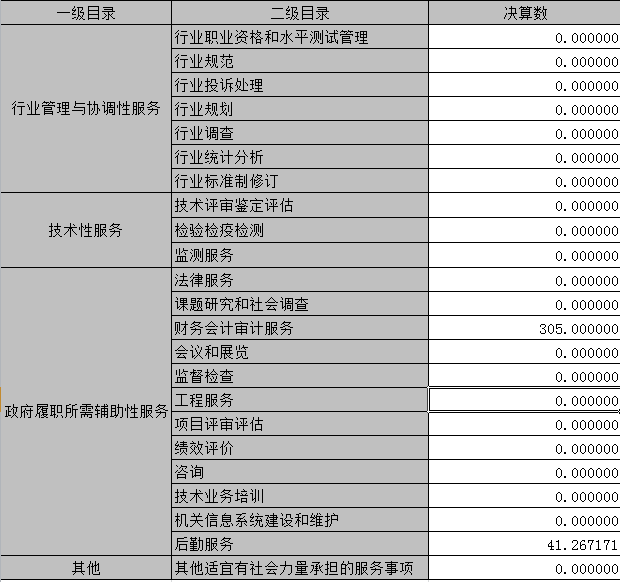 一级目录 二级目录 决算数
行业管理与协调性服务 行业职业资格和水平测试管理 0.000000
行业规范 0.000000
行业投诉处理 0.000000
行业规划 0.000000
行业调查 0.000000
行业统计分析 0.000000
行业标准制修订 0.000000
技术性服务 技术评审鉴定评估 0.000000
检验检疫检测 0.000000
监测服务 0.000000
政府履职所需辅助性服务 法律服务 0.000000
课题研究和社会调查 0.000000
财务会计审计服务 305.000000
会议和展览 0.000000
监督检查 0.000000
工程服务 0.000000
项目评审评估 0.000000
绩效评价 0.000000
咨询 0.000000
技术业务培训 0.000000
机关信息系统建设和维护 0.000000
后勤服务 41.267171
其他 其他适宜有社会力量承担的服务事项 0.000000